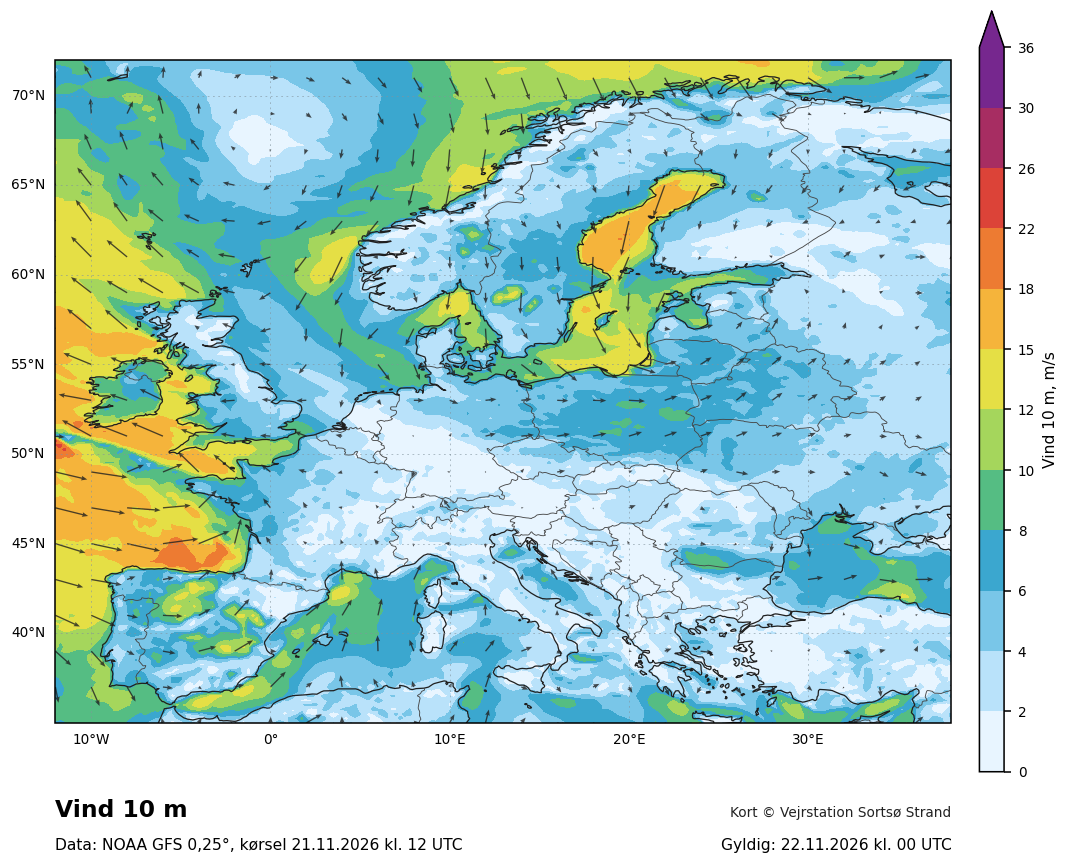 36
30
26
22
18
15
12
10
8
6
4
2
0
Vind 10 m, m/s
70°N
65°N
60°N
55°N
50°N
45°N
40°N
10°W
0°
10°E
20°E
30°E
Vind 10 m
Kort © Vejrstation Sortsø Strand
Data: NOAA GFS 0,25°, kørsel 21.11.2026 kl. 12 UTC
Gyldig: 22.11.2026 kl. 00 UTC